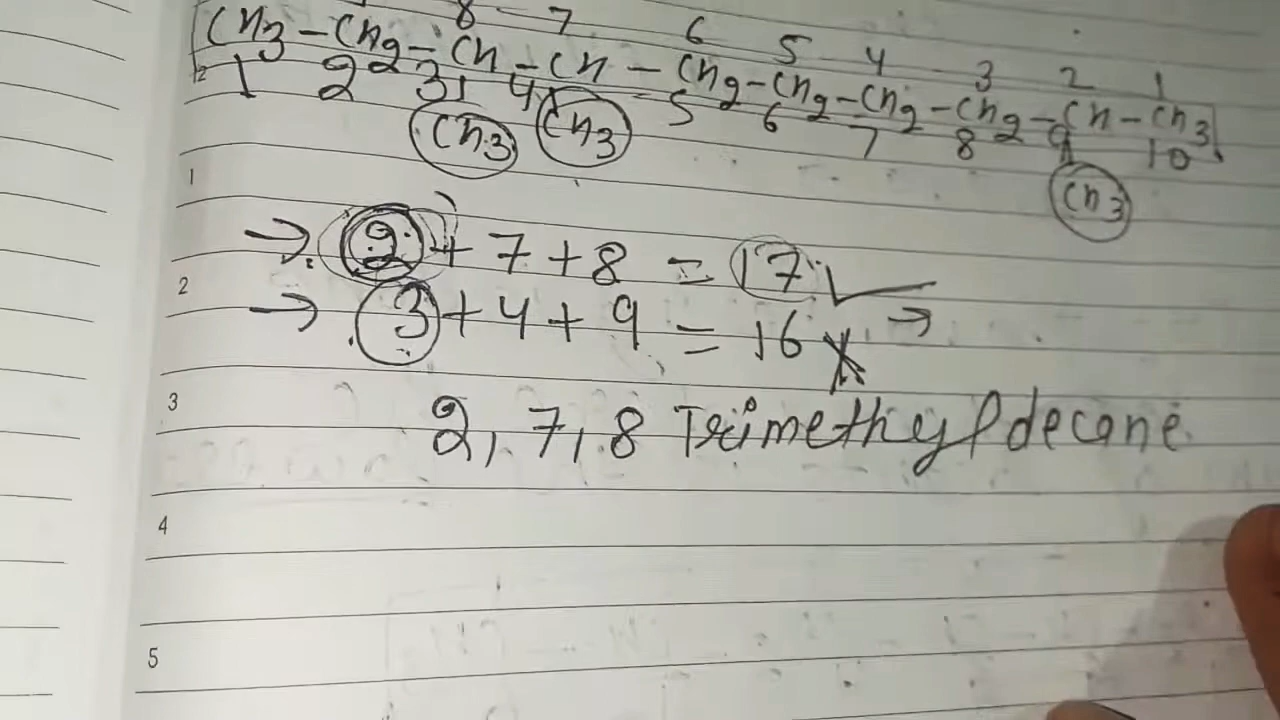 8 7 6 5 4 3 2 1
CH3 - CH2 - CH - CH - CH2 - CH2 - CH2 - CH2 - CH - CH3
1 2 3 4 5 6 7 8 9 10
CH3 CH3 CH3
→ 2 + 7 + 8 = 17 ✓
→ 3 + 4 + 9 = 16 X →
2, 7, 8 Trimethyl decane
1
2
3
4
5